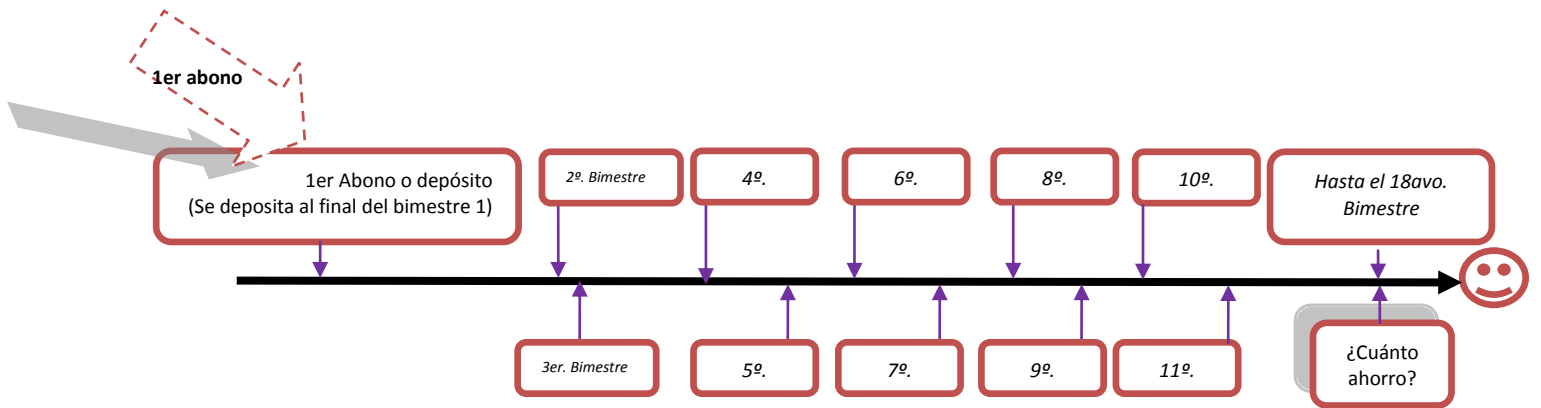 1er abono
1er Abono o depósito
(Se deposita al final del bimestre 1)
2º. Bimestre
4º.
6º.
8º.
10º.
Hasta el 18avo.
Bimestre
3er. Bimestre
5º.
7º.
9º.
11º.
¿Cuánto
ahorro?